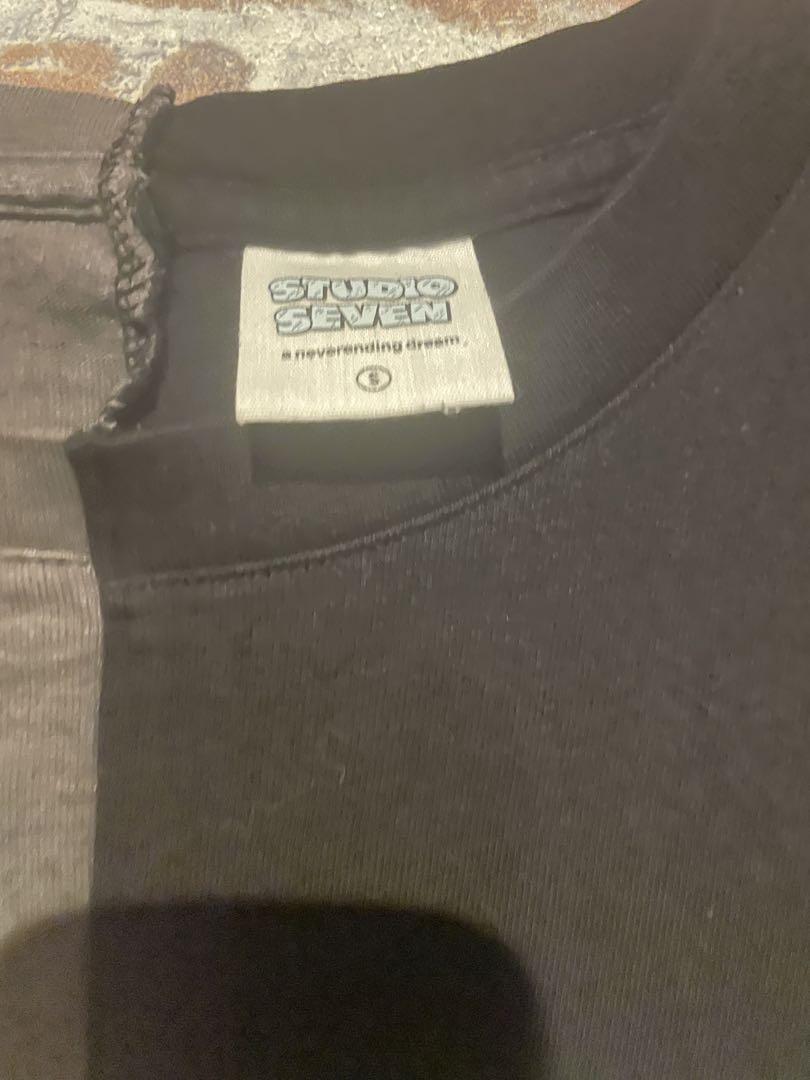 STUDIO
SEVEN
a neverending dream.
S